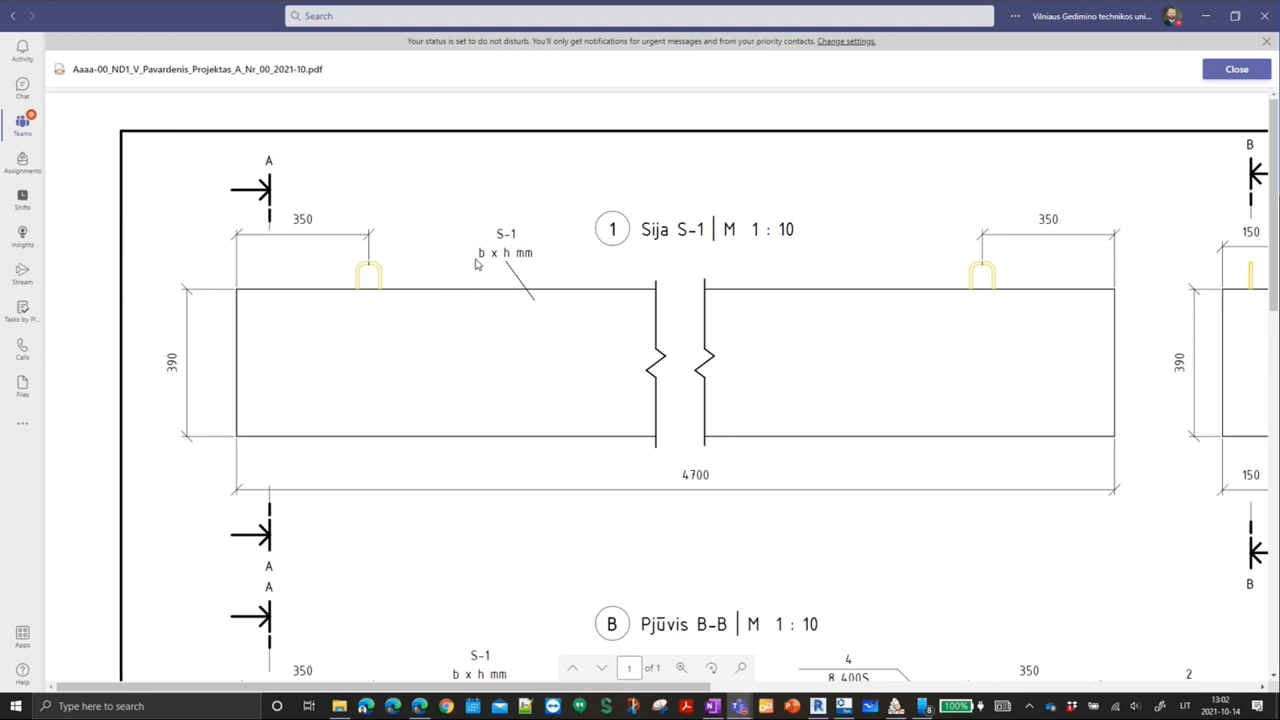 Search
Vilniaus Gedimino technikos uni...
Your status is set to do not disturb. You'll only get notifications for urgent messages and from your priority contacts. Change settings.
Aaaa-00_ND1_V_Pavardenis_Projektas_A_Nr_00_2021-10.pdf
Close
Activity
Chat
Teams
Assignments
Shifts
Insights
Stream
Tasks by Pl...
Calls
Files
Apps
Help
A
B
350
S-1
b x h mm
1 Sija S-1 | M 1 : 10
350
150
390
390
4700
150
A
A
B
B Pjūvis B-B | M 1 : 10
350
S-1
b x h mm
4
8 400S
350
2
1 of 1
Type here to search
100%
LIT
13:02
2021-10-14